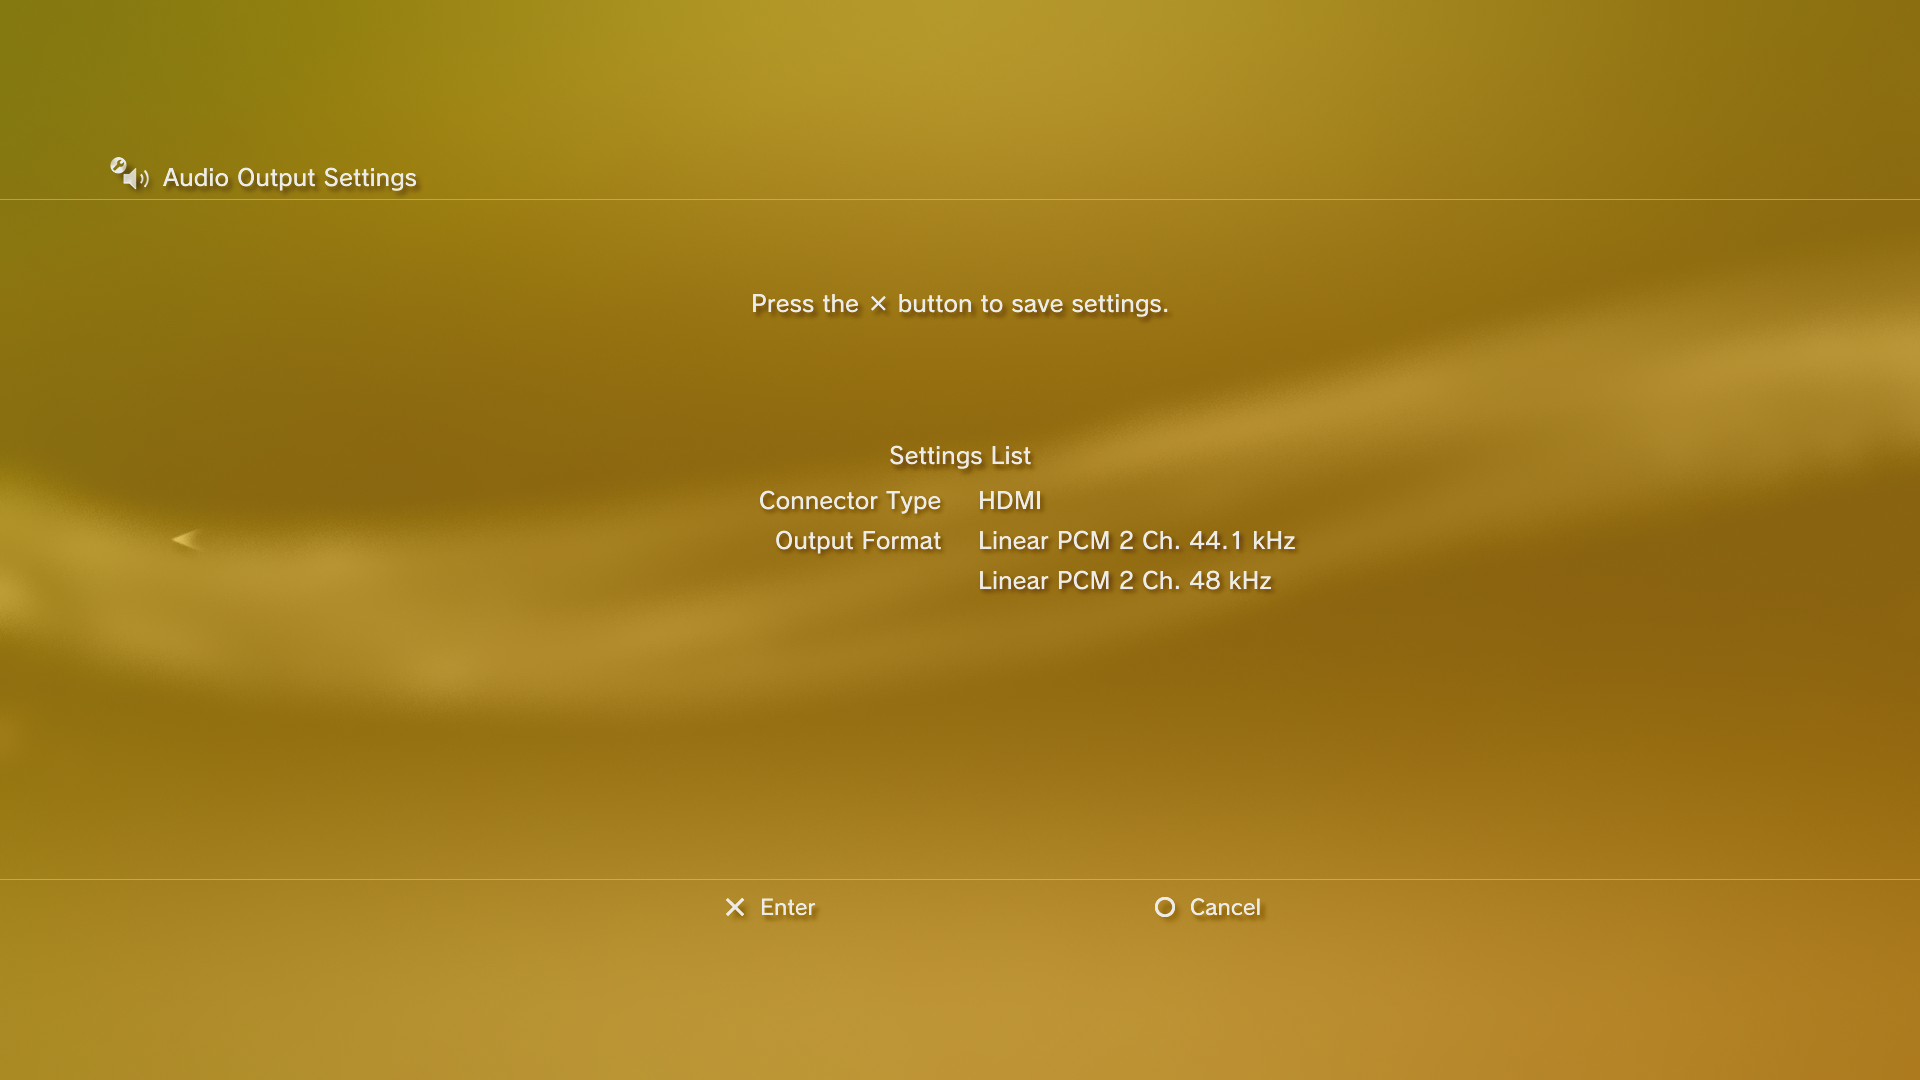 Audio Output Settings
Press the ✕ button to save settings.
Settings List
Connector Type HDMI
Output Format Linear PCM 2 Ch. 44.1 kHz
Linear PCM 2 Ch. 48 kHz
✕ Enter ○ Cancel